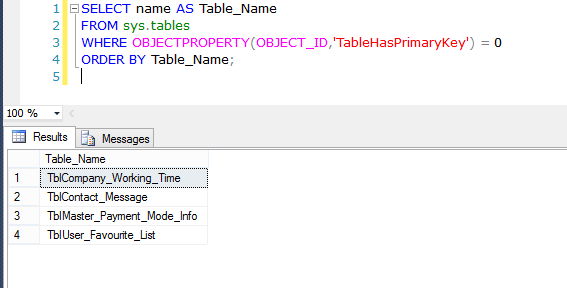 1 SELECT name AS Table_Name
2 FROM sys.tables
3 WHERE OBJECTPROPERTY(OBJECT_ID,'TableHasPrimaryKey') = 0
4 ORDER BY Table_Name;
5
100 %
Results Messages
Table_Name
1 TblCompany_Working_Time
2 TblContact_Message
3 TblMaster_Payment_Mode_Info
4 TblUser_Favourite_List